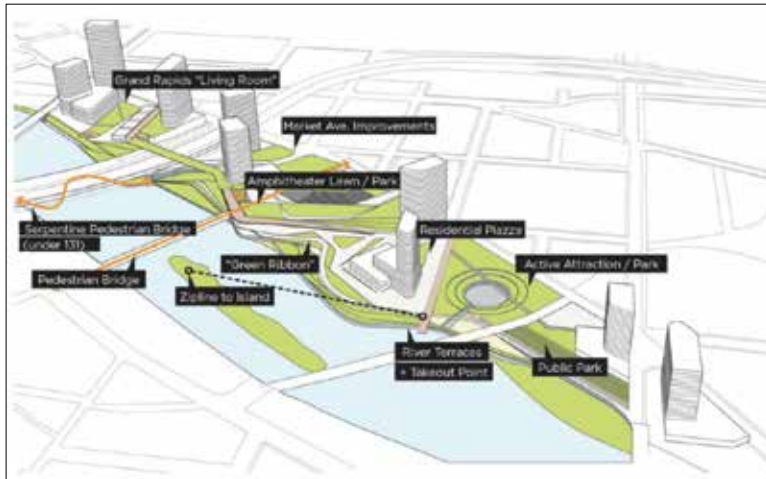 Grand Rapids "Living Room"
Market Ave. Improvements
Amphitheater Lawn / Park
Serpentine Pedestrian Bridge
(under 131)
Residential Piazza
"Green Ribbon"
Active Attraction / Park
Pedestrian Bridge
Zipline to Island
River Terraces
+ Takeout Point
Public Park